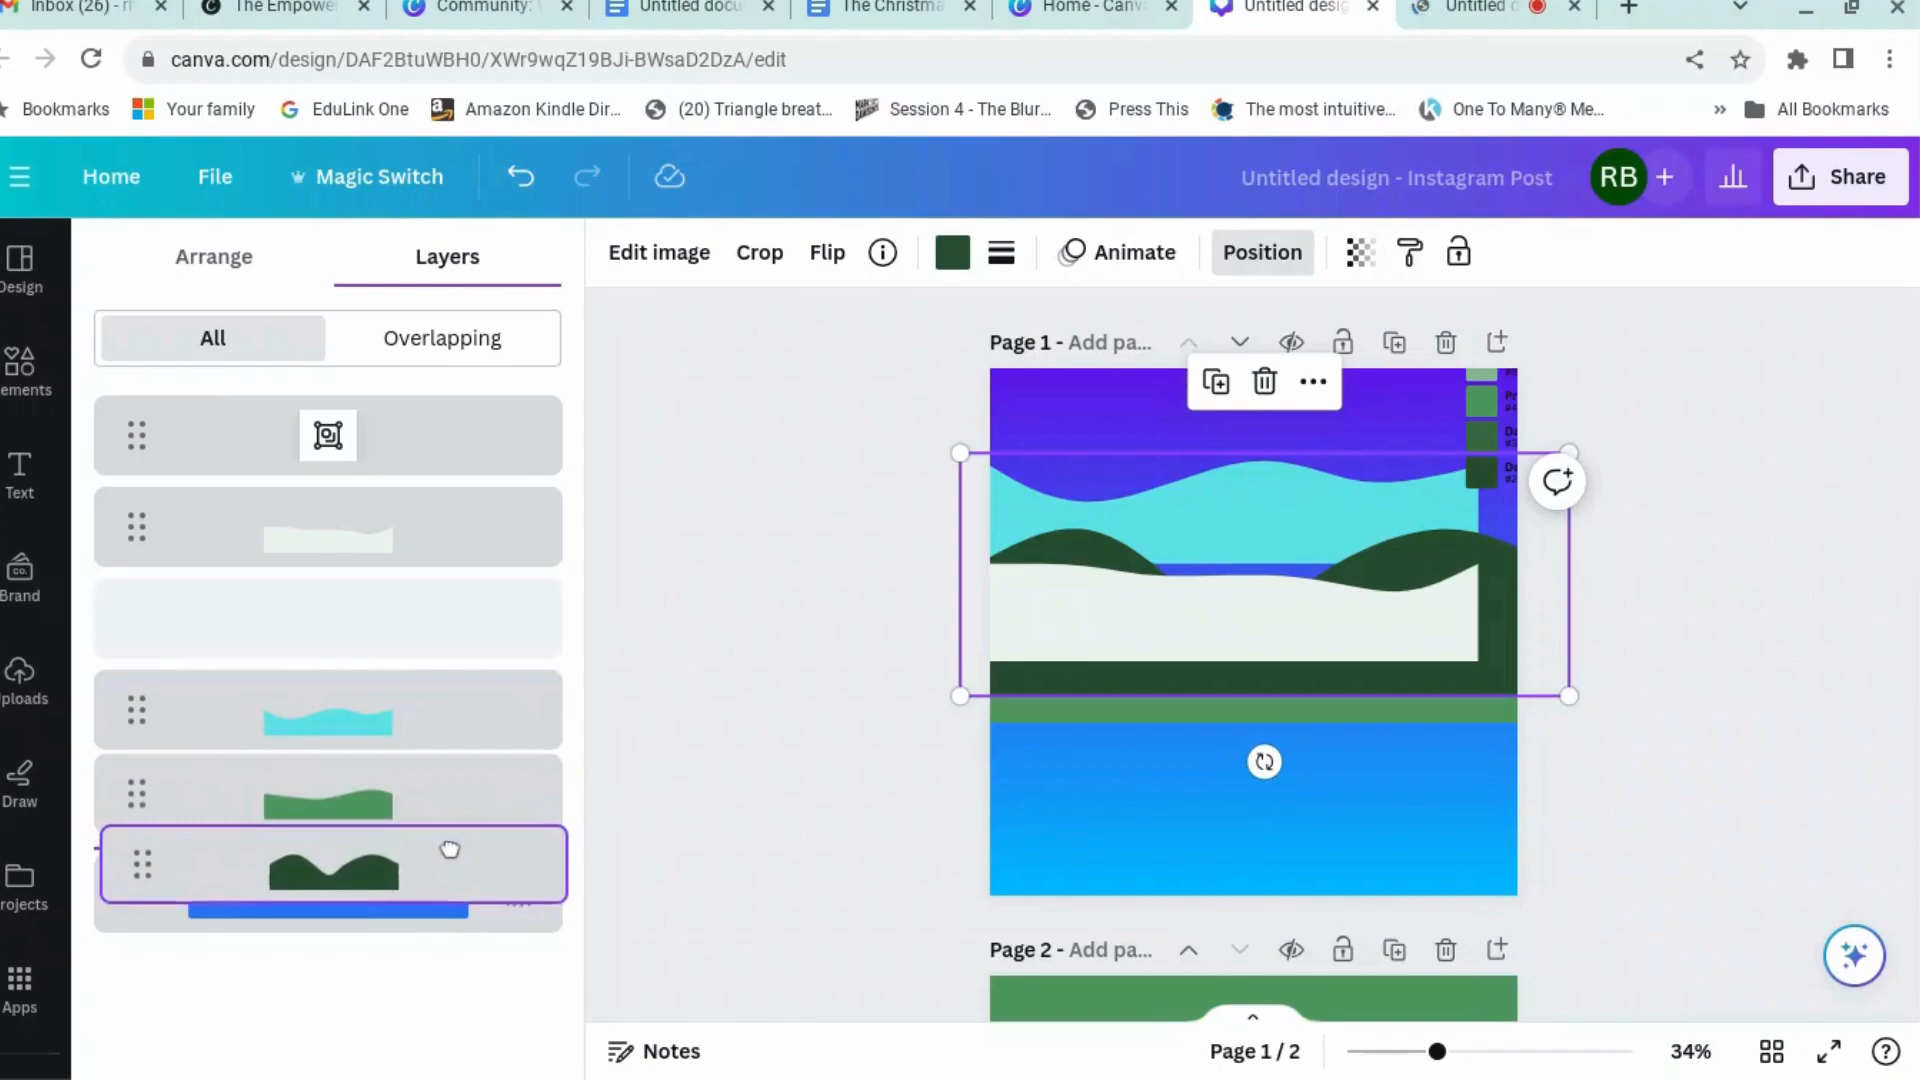 Inbox (26) - r
The Empower
Community:
Untitled docu
The Christma
Home - Canv
Untitled desig
Untitled d
canva.com/design/DAF2BtuWBH0/XWr9wqZ19BJi-BWsaD2DzA/edit
Bookmarks
Your family
EduLink One
Amazon Kindle Dir...
(20) Triangle breat...
Session 4 - The Blur...
Press This
The most intuitive...
One To Many® Me...
»
All Bookmarks
Home
File
Magic Switch
Untitled design - Instagram Post
RB
+
Share
Arrange
Layers
Edit image
Crop
Flip
Animate
Position
Design
All
Overlapping
Page 1 - Add pa...
ements
Text
CO.
Brand
ploads
Draw
rojects
Apps
Page 2 - Add pa...
Notes
Page 1 / 2
34%